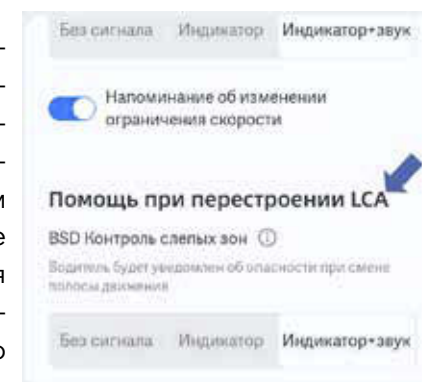 Без сигнала Индикатор Индикатор+звук
Напоминание об изменении
ограничения скорости
Помощь при перестроении LCA
BSD Контроль слепых зон
Водитель будет уведомлен об опасности при смене
полосы движения
Без сигнала Индикатор Индикатор+звук